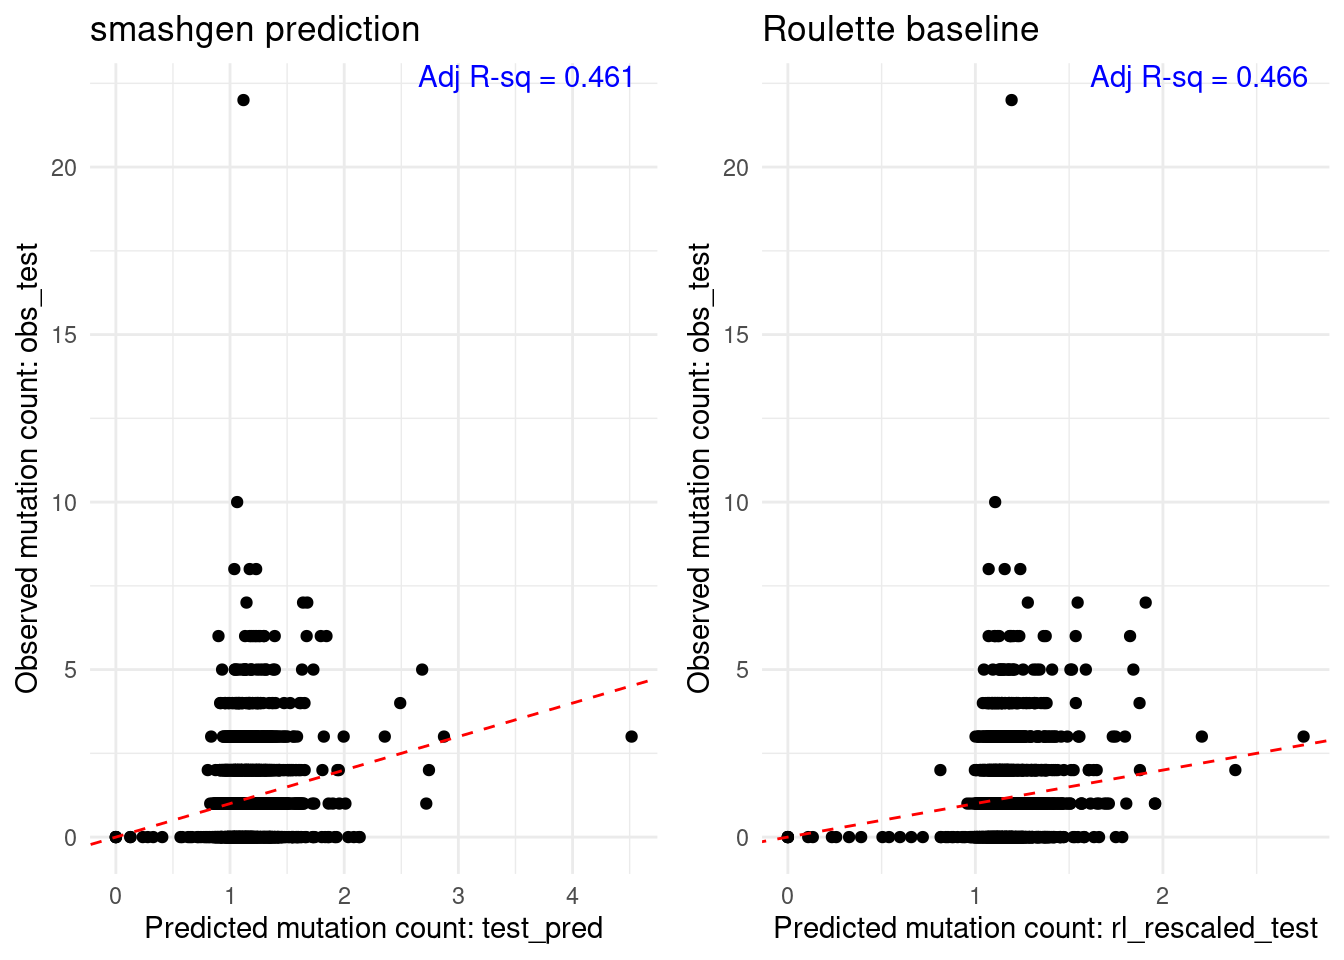 smashgen prediction
Adj R-sq = 0.461
Observed mutation count: obs_test
20
15
10
5
0
0 1 2 3 4
Predicted mutation count: test_pred
Roulette baseline
Adj R-sq = 0.466
Observed mutation count: obs_test
20
15
10
5
0
0 1 2
Predicted mutation count: rl_rescaled_test